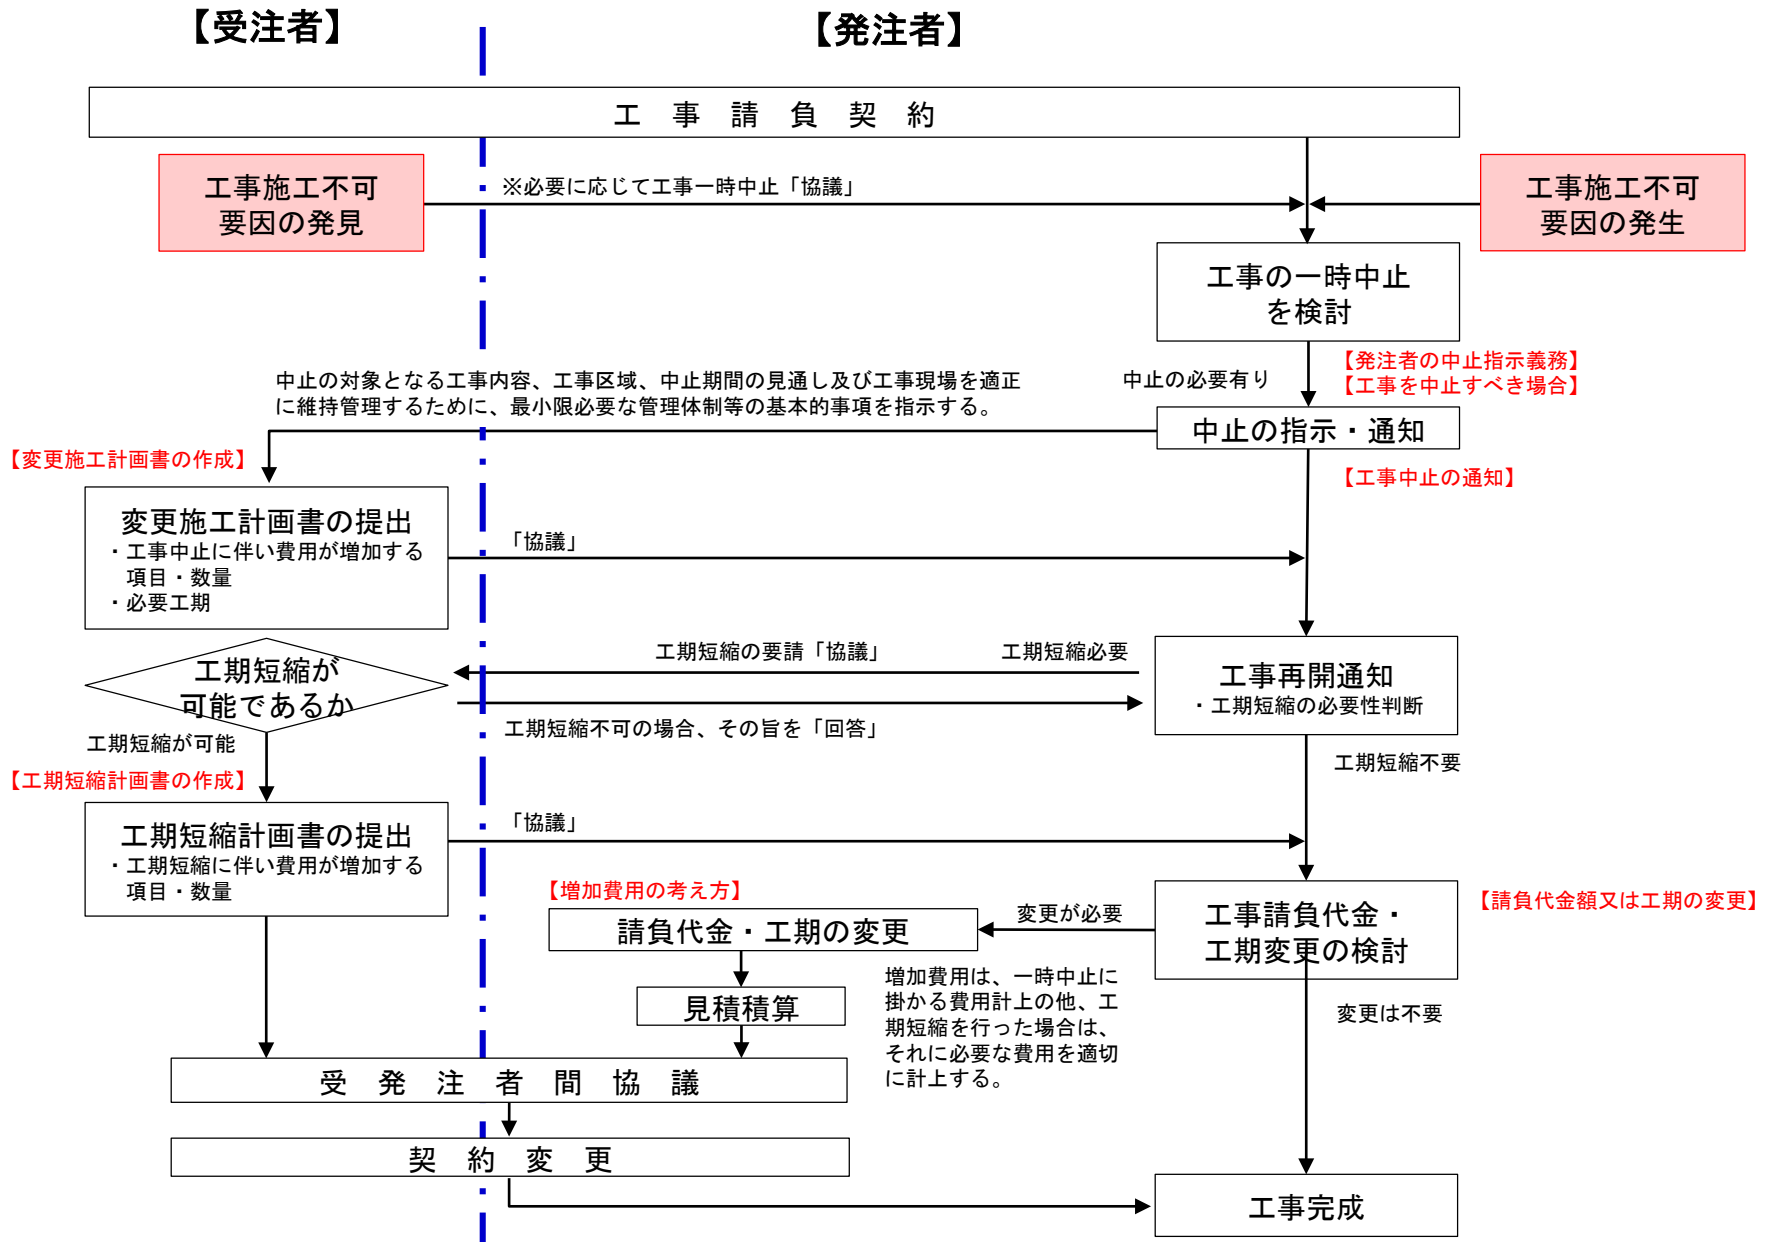 【受注者】
【発注者】
工事請負契約
工事施工不可
要因の発見
※必要に応じて工事一時中止「協議」
工事施工不可
要因の発生
工事の一時中止
を検討
【発注者の中止指示義務】
【工事を中止すべき場合】
中止の必要有り
中止の対象となる工事内容、工事区域、中止期間の見通し及び工事現場を適正
に維持管理するために、最小限必要な管理体制等の基本的事項を指示する。
中止の指示・通知
【変更施工計画書の作成】
【工事中止の通知】
変更施工計画書の提出
・工事中止に伴い費用が増加する
項目・数量
・必要工期
「協議」
工期短縮が
可能であるか
工期短縮の要請「協議」
工期短縮必要
工事再開通知
・工期短縮の必要性判断
工期短縮不可の場合、その旨を「回答」
工期短縮が可能
工期短縮不要
【工期短縮計画書の作成】
工期短縮計画書の提出
・工期短縮に伴い費用が増加する
項目・数量
「協議」
【増加費用の考え方】
請負代金・工期の変更
変更が必要
工事請負代金・
工期変更の検討
【請負代金額又は工期の変更】
見積積算
増加費用は、一時中止に
掛かる費用計上の他、工
期短縮を行った場合は、
それに必要な費用を適切
に計上する。
変更は不要
受発注者間協議
契約変更
工事完成